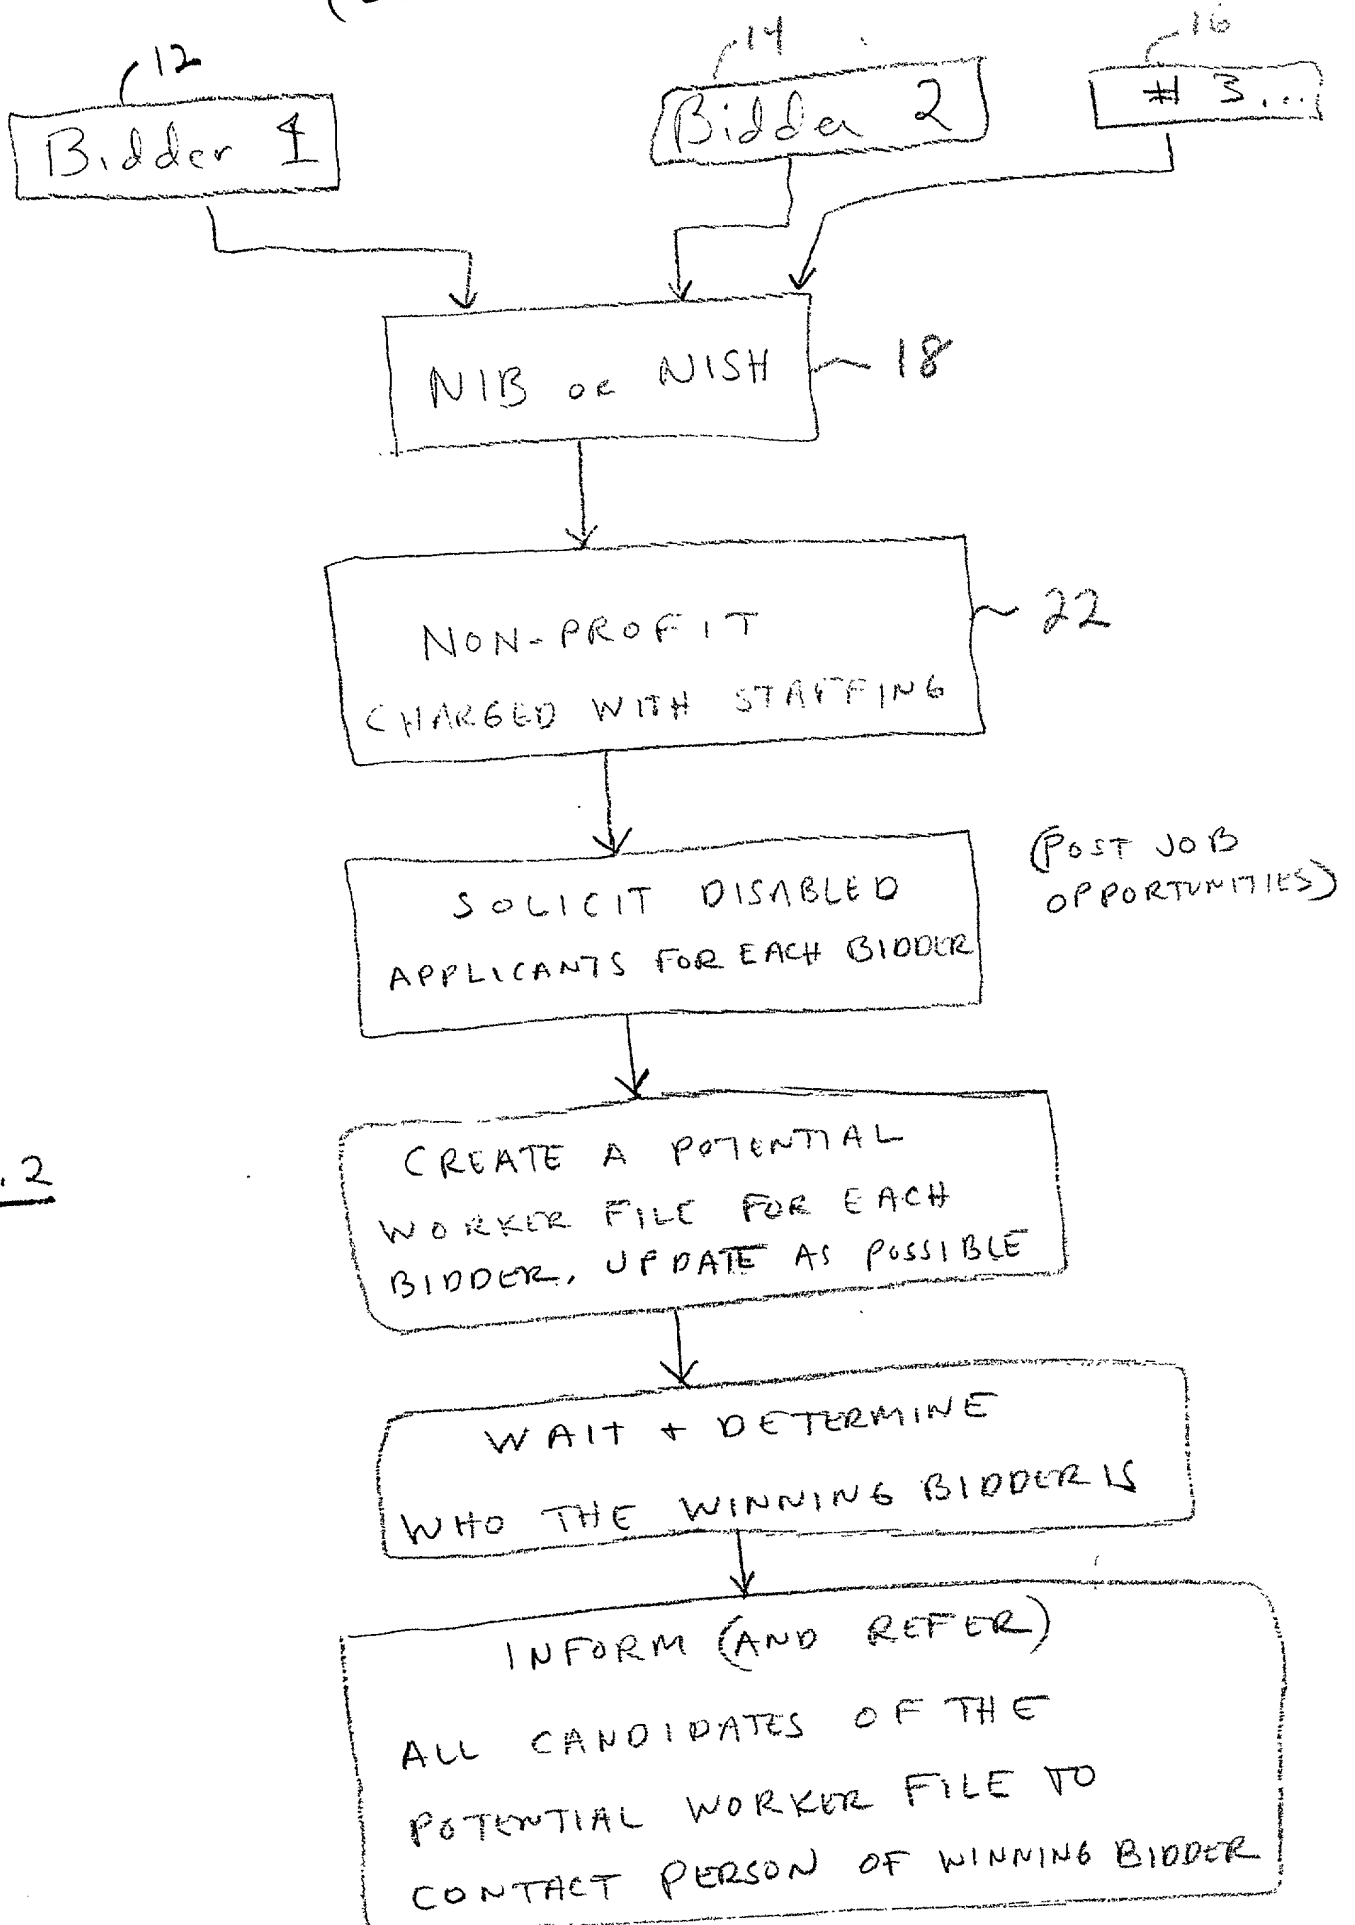 12
14
16
Bidder 1
Bidder 2
# 3...
NIB or NISH
18
NON-PROFIT
CHARGED WITH STAFFING
22
SOLICIT DISABLED
APPLICANTS FOR EACH BIDDER
(POST JOB
OPPORTUNITIES)
CREATE A POTENTIAL
WORKER FILE FOR EACH
BIDDER, UPDATE AS POSSIBLE
.2
WAIT + DETERMINE
WHO THE WINNING BIDDER IS
INFORM (AND REFER)
ALL CANDIDATES OF THE
POTENTIAL WORKER FILE TO
CONTACT PERSON OF WINNING BIDDER